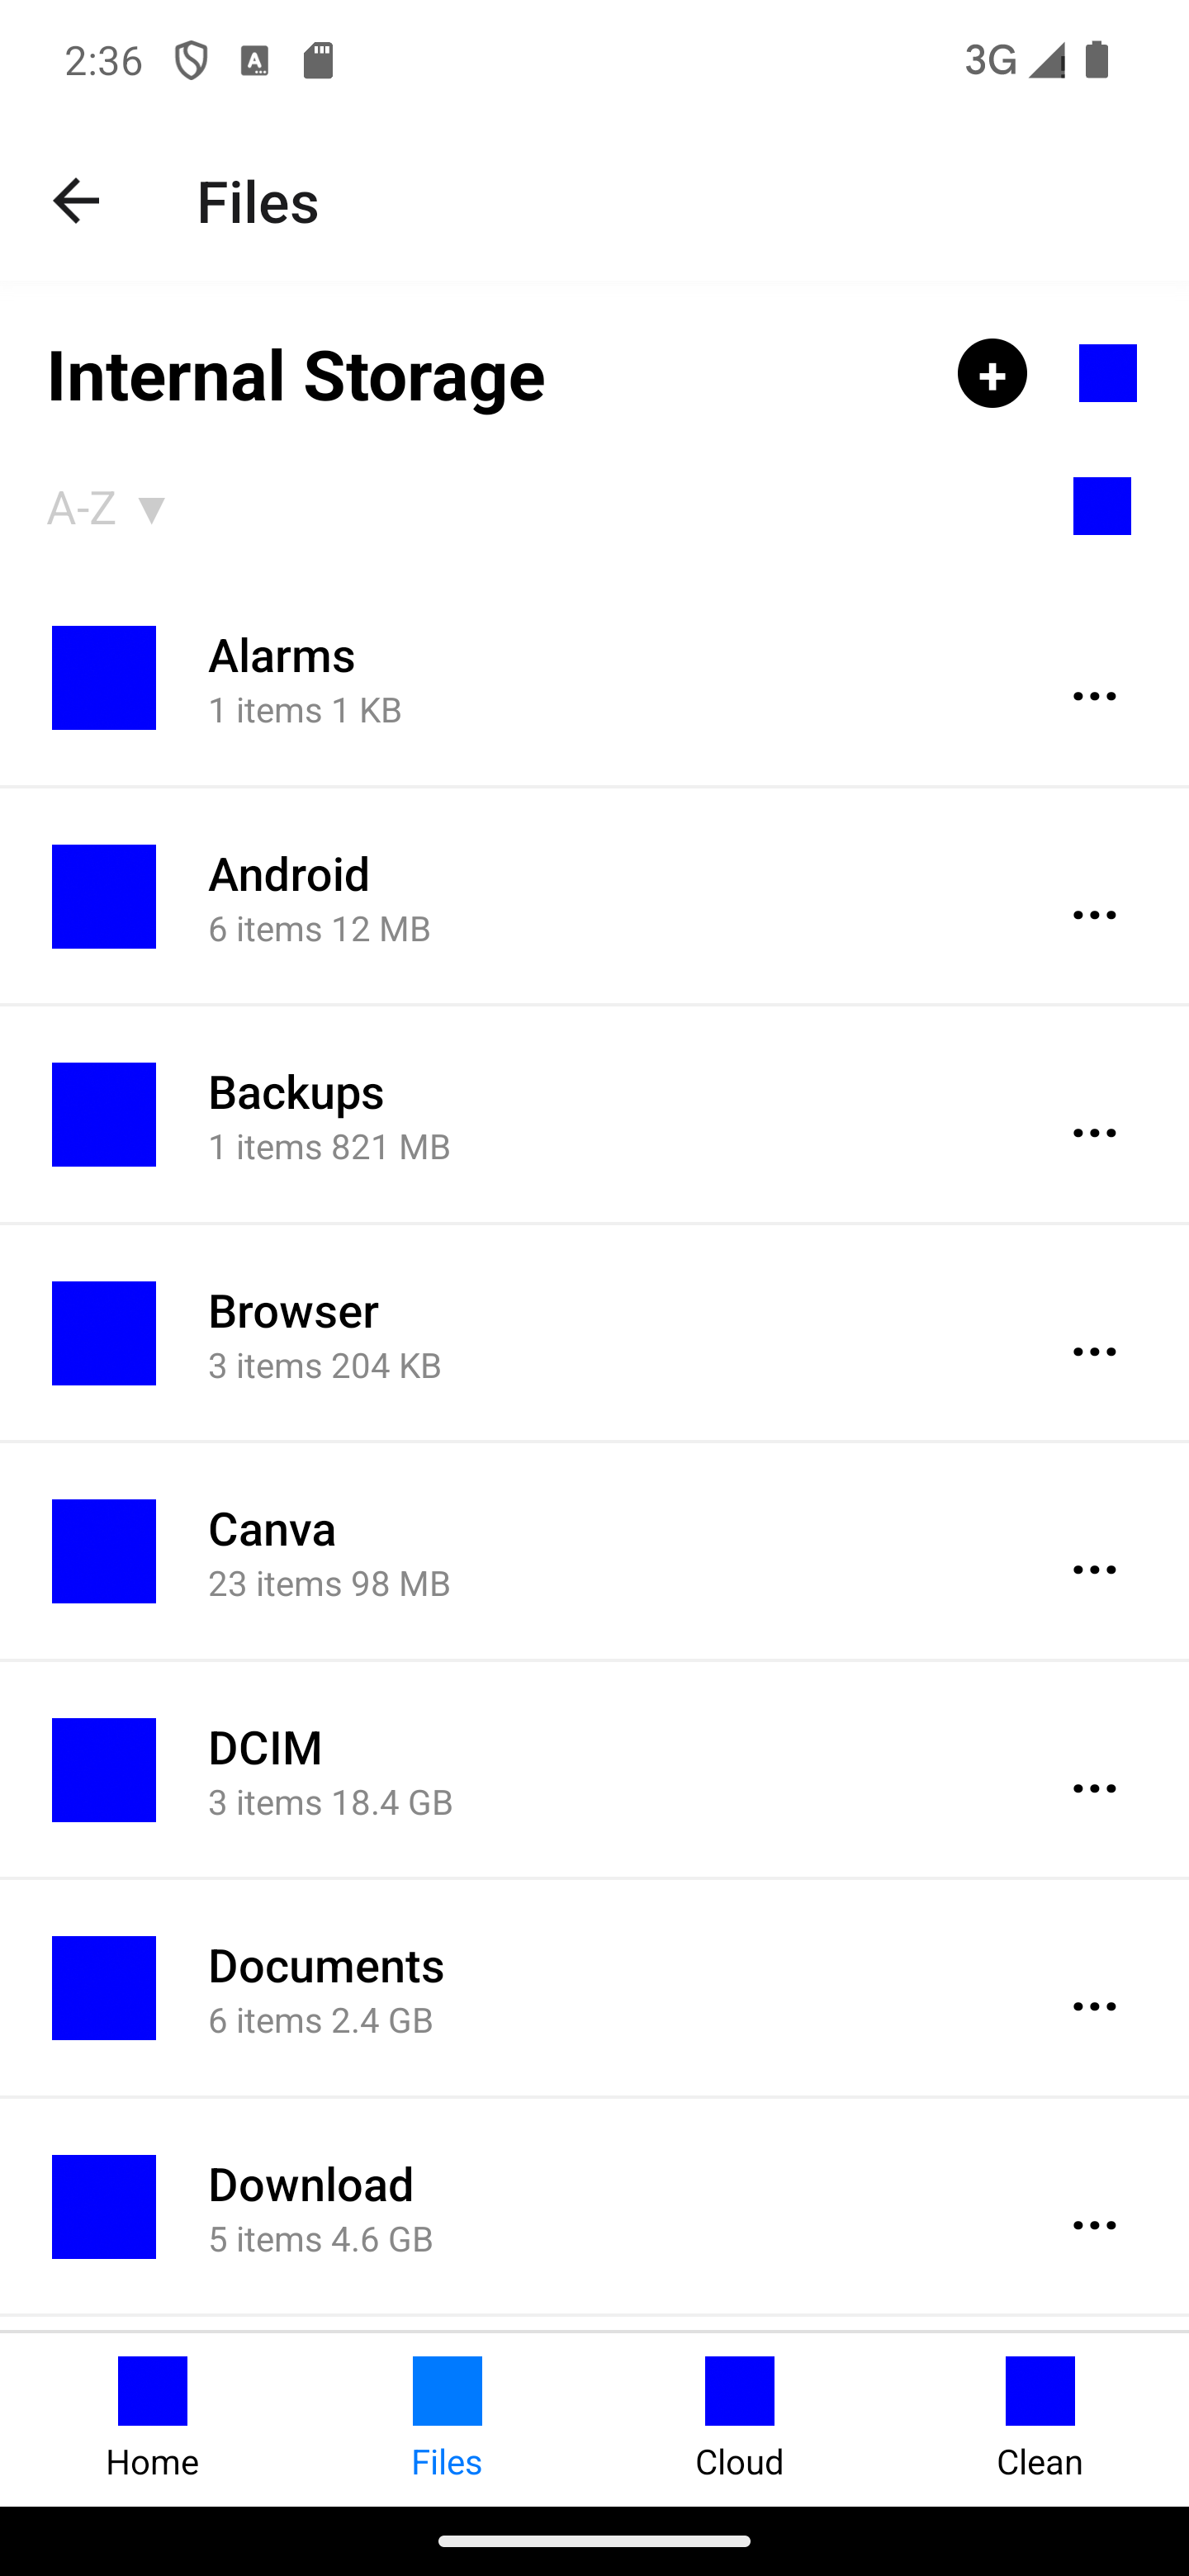 2:36
3G
Files
Internal Storage
A-Z ▼
Alarms
1 items 1 KB
Android
6 items 12 MB
Backups
1 items 821 MB
Browser
3 items 204 KB
Canva
23 items 98 MB
DCIM
3 items 18.4 GB
Documents
6 items 2.4 GB
Download
5 items 4.6 GB
Home Files Cloud Clean